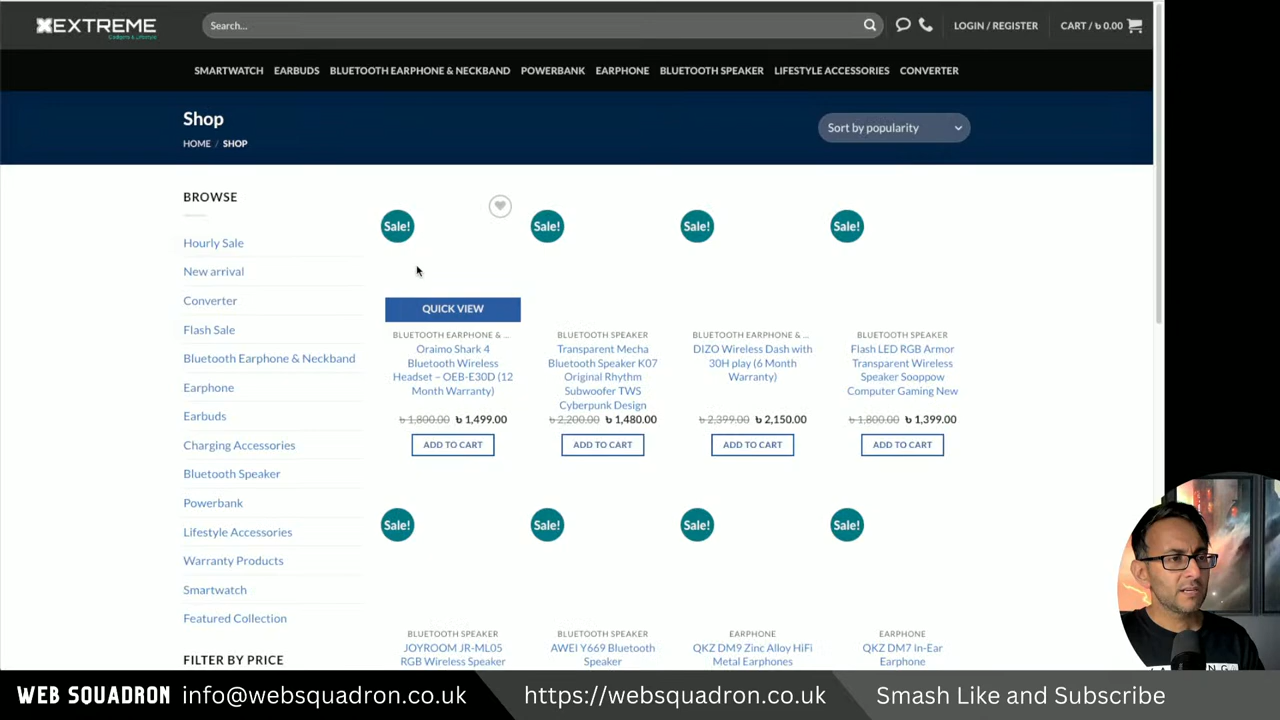 XEXTREME
Gadgets & Lifestyle
Search...
LOGIN / REGISTER
CART / ৳ 0.00
SMARTWATCH
EARBUDS
BLUETOOTH EARPHONE & NECKBAND
POWERBANK
EARPHONE
BLUETOOTH SPEAKER
LIFESTYLE ACCESSORIES
CONVERTER
Shop
HOME / SHOP
Sort by popularity
BROWSE
Hourly Sale
New arrival
Converter
Flash Sale
Bluetooth Earphone & Neckband
Earphone
Earbuds
Charging Accessories
Bluetooth Speaker
Powerbank
Lifestyle Accessories
Warranty Products
Smartwatch
Featured Collection
FILTER BY PRICE
Sale!
QUICK VIEW
BLUETOOTH EARPHONE & ...
Oraimo Shark 4
Bluetooth Wireless
Headset – OEB-E30D (12
Month Warranty)
৳ 1,800.00 ৳ 1,499.00
ADD TO CART
Sale!
BLUETOOTH SPEAKER
Transparent Mecha
Bluetooth Speaker K07
Original Rhythm
Subwoofer TWS
Cyberpunk Design
৳ 2,200.00 ৳ 1,480.00
ADD TO CART
Sale!
BLUETOOTH EARPHONE & ...
DIZO Wireless Dash with
30H play (6 Month
Warranty)
৳ 2,399.00 ৳ 2,150.00
ADD TO CART
Sale!
BLUETOOTH SPEAKER
Flash LED RGB Armor
Transparent Wireless
Speaker Sooppow
Computer Gaming New
৳ 1,800.00 ৳ 1,399.00
ADD TO CART
Sale!
BLUETOOTH SPEAKER
JOYROOM JR-ML05
RGB Wireless Speaker
Sale!
BLUETOOTH SPEAKER
AWEI Y669 Bluetooth
Speaker
Sale!
EARPHONE
QKZ DM9 Zinc Alloy HiFi
Metal Earphones
Sale!
EARPHONE
QKZ DM7 In-Ear
Earphone
WEB SQUADRON
info@websquadron.co.uk
https://websquadron.co.uk
Smash Like and Subscribe